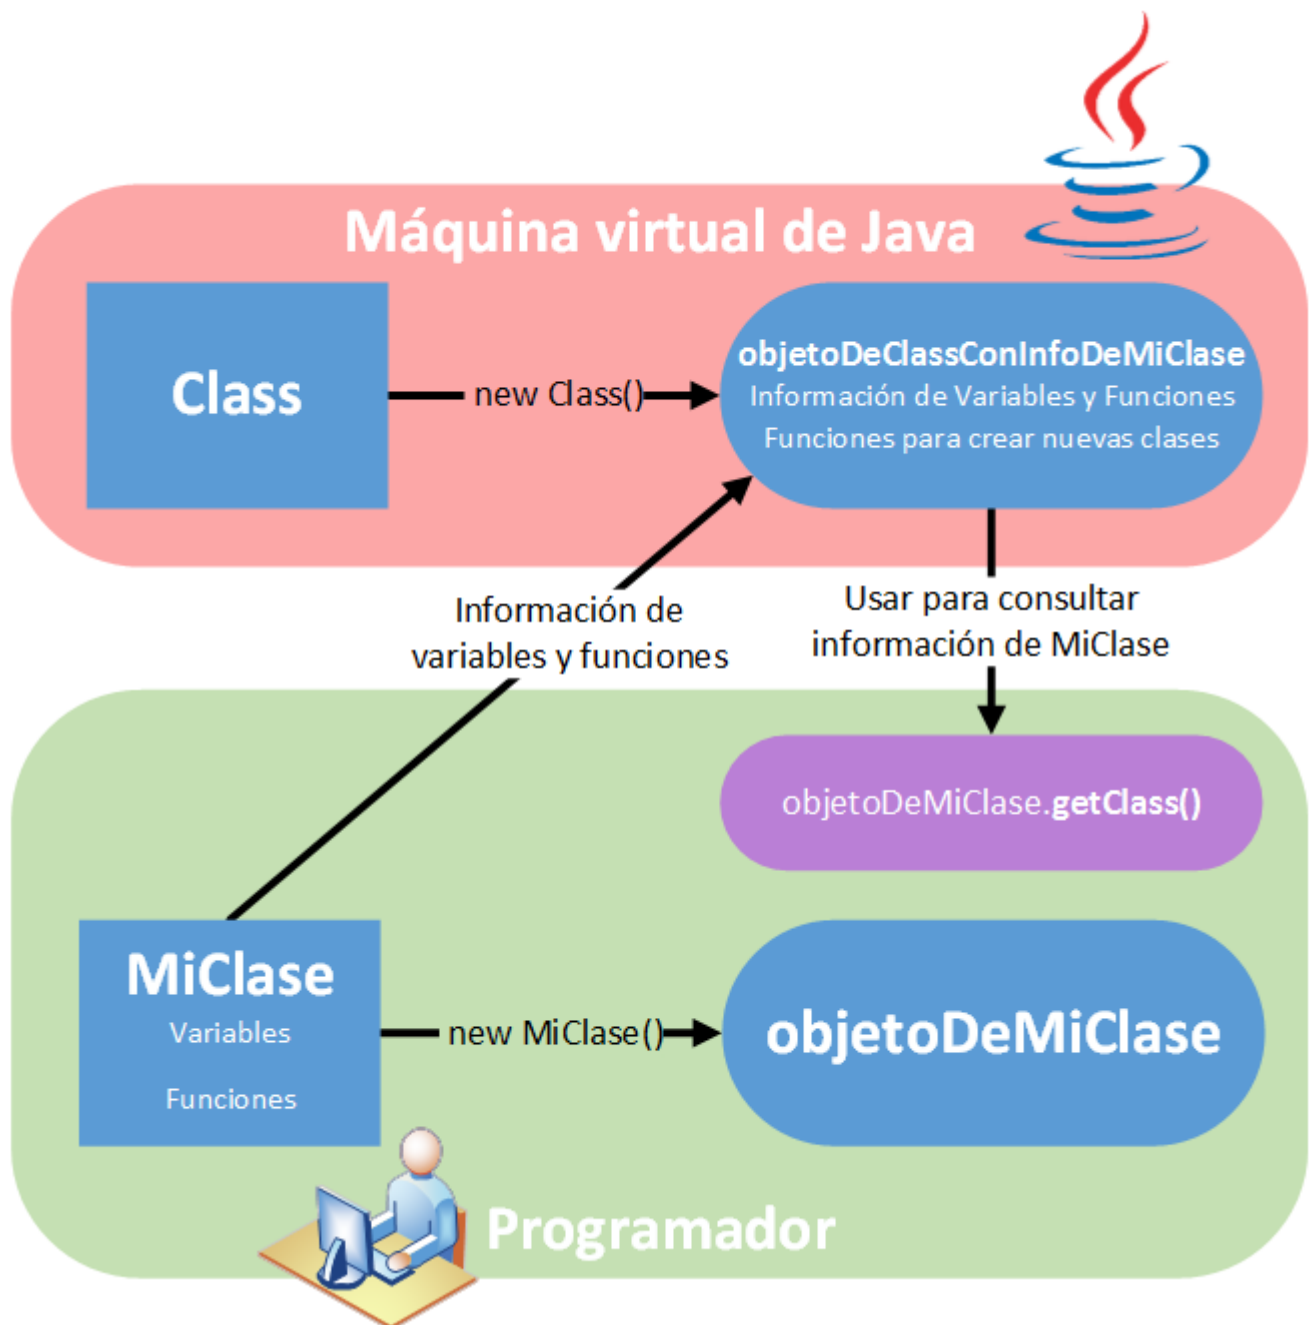 Máquina virtual de Java
Class
new Class()
objetoDeClassConInfoDeMiClase
Información de Variables y Funciones
Funciones para crear nuevas clases
Información de
variables y funciones
Usar para consultar
información de MiClase
objetoDeMiClase.getClass()
MiClase
Variables
Funciones
new MiClase()
objetoDeMiClase
Programador